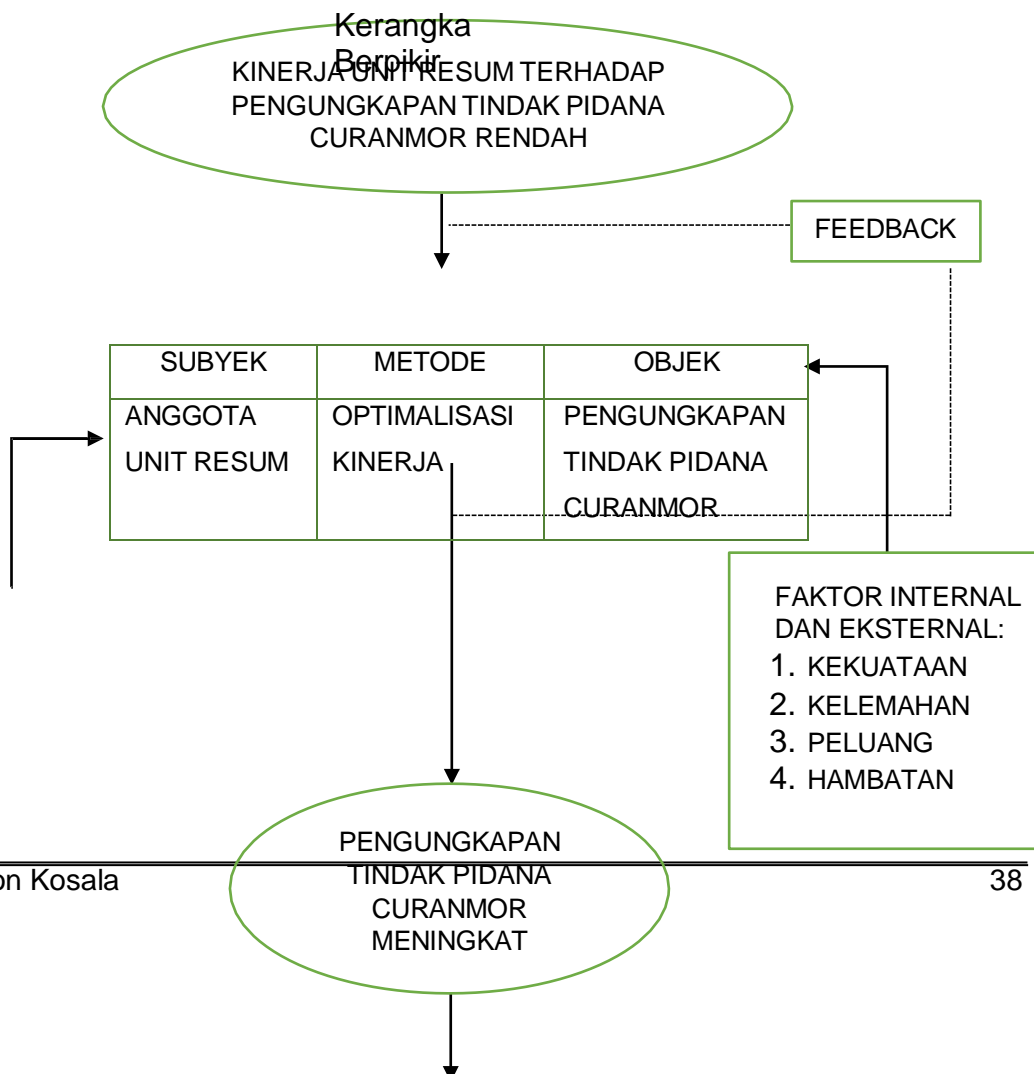 Kerangka
Berpikir
KINERJA UNIT RESUM TERHADAP
PENGUNGKAPAN TINDAK PIDANA
CURANMOR RENDAH
FEEDBACK
SUBYEK METODE OBJEK
ANGGOTA OPTIMALISASI PENGUNGKAPAN
UNIT RESUM KINERJA TINDAK PIDANA
CURANMOR
FAKTOR INTERNAL
DAN EKSTERNAL:
1. KEKUATAAN
2. KELEMAHAN
3. PELUANG
4. HAMBATAN
PENGUNGKAPAN
TINDAK PIDANA
CURANMOR
MENINGKAT
on Kosala 38